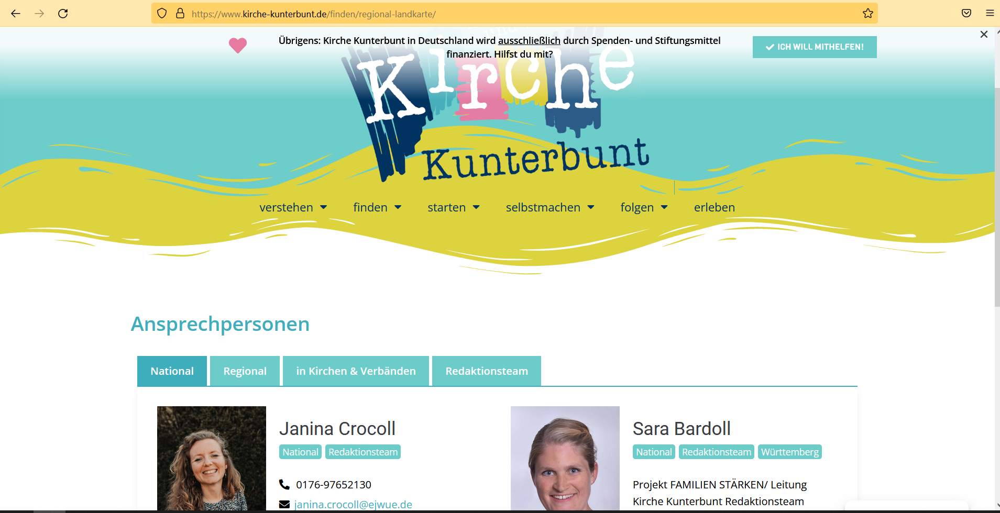 https://www.kirche-kunterbunt.de/finden/regional-landkarte/
Übrigens: Kirche Kunterbunt in Deutschland wird ausschließlich durch Spenden- und Stiftungsmittel
finanziert. Hilfst du mit?
ICH WILL MITHELFEN!
Kirche
Kunterbunt
verstehen
finden
starten
selbstmachen
folgen
erleben
Ansprechpersonen
National
Regional
in Kirchen & Verbänden
Redaktionsteam
Janina Crocoll
National Redaktionsteam
0176-97652130
janina.crocoll@ejwue.de
Sara Bardoll
National Redaktionsteam Württemberg
Projekt FAMILIEN STÄRKEN/ Leitung
Kirche Kunterbunt Redaktionsteam